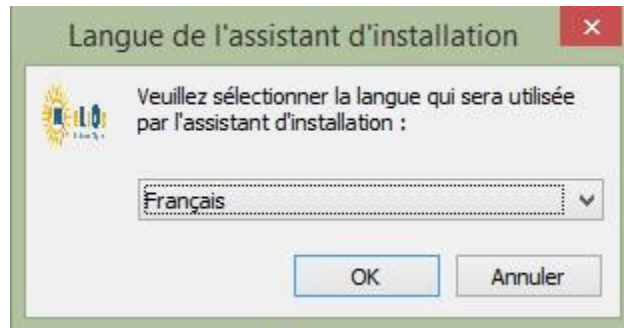 Langue de l'assistant d'installation
Veuillez sélectionner la langue qui sera utilisée
par l'assistant d'installation :
Français
OK
Annuler